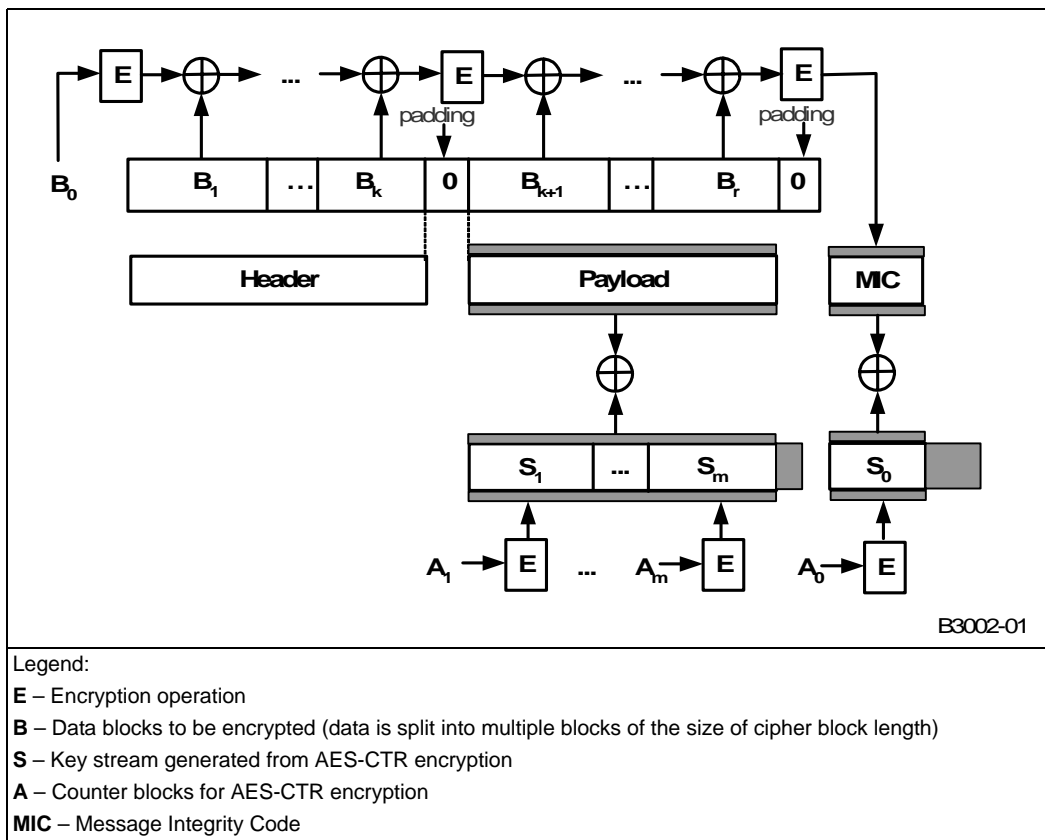 E ... E ... E
padding padding
B₀ B₁ ... Bₖ 0 Bₖ₊₁ ... Bᵣ 0
Header Payload MIC
S₁ ... Sₘ S₀
A₁ E ... Aₘ E A₀ E
B3002-01
Legend:
E – Encryption operation
B – Data blocks to be encrypted (data is split into multiple blocks of the size of cipher block length)
S – Key stream generated from AES-CTR encryption
A – Counter blocks for AES-CTR encryption
MIC – Message Integrity Code